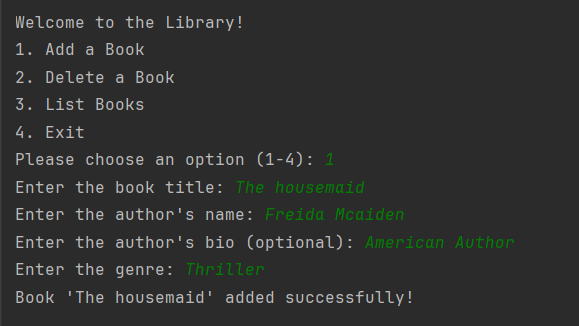 Welcome to the Library!
1. Add a Book
2. Delete a Book
3. List Books
4. Exit
Please choose an option (1-4): 1
Enter the book title: The housemaid
Enter the author's name: Freida Mcaiden
Enter the author's bio (optional): American Author
Enter the genre: Thriller
Book 'The housemaid' added successfully!